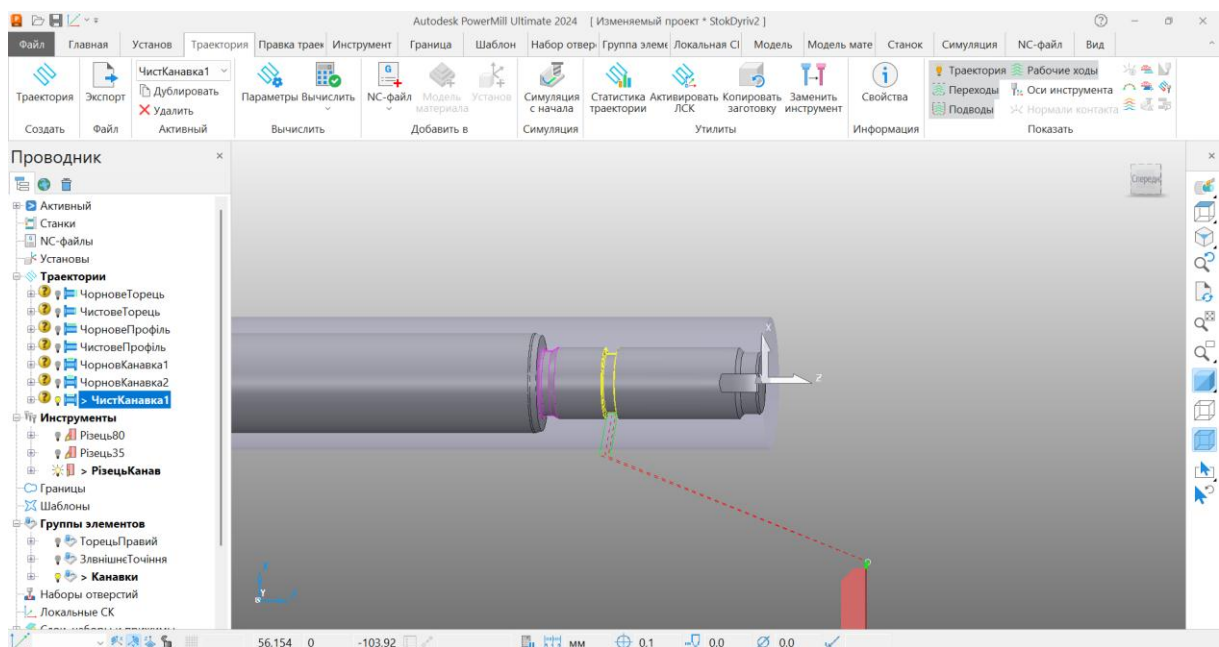 Autodesk PowerMill Ultimate 2024 [ Изменяемый проект * StokDyriv2 ]
Файл Главная Установ Траектория Правка траек Инструмент Граница Шаблон Набор отвер Группа элеме Локальная СІ Модель Модель мате Станок Симуляция NC-файл Вид
ЧистКанавка1 Траектория Рабочие ходы
Траектория Экспорт Дублировать Параметры Вычислить NC-файл Модель материала Установ Симуляция с начала Статистика траектории Активировать ЛСК Копировать заготовку Заменить инструмент Свойства Переходы Оси инструмента
Удалить Подводы Нормали контакта
Создать Файл Активный Вычислить Добавить в Симуляция Утилиты Информация Показать
Проводник
Активный
Станки
NC-файлы
Установы
Траектории
ЧорновеТорець
ЧистовеТорець
ЧорновеПрофіль
ЧистовеПрофіль
ЧорновКанавка1
ЧорновКанавка2
> ЧистКанавка1
Инструменты
Різець80
Різець35
> РізецьКанав
Границы
Шаблоны
Группы элементов
ТорецьПравий
ЗлвнішнєТочіння
> Канавки
Наборы отверстий
Локальные СК
Спереди
X
Z
Y
56.154 0 -103.92 мм 0.1 0.0 0.0